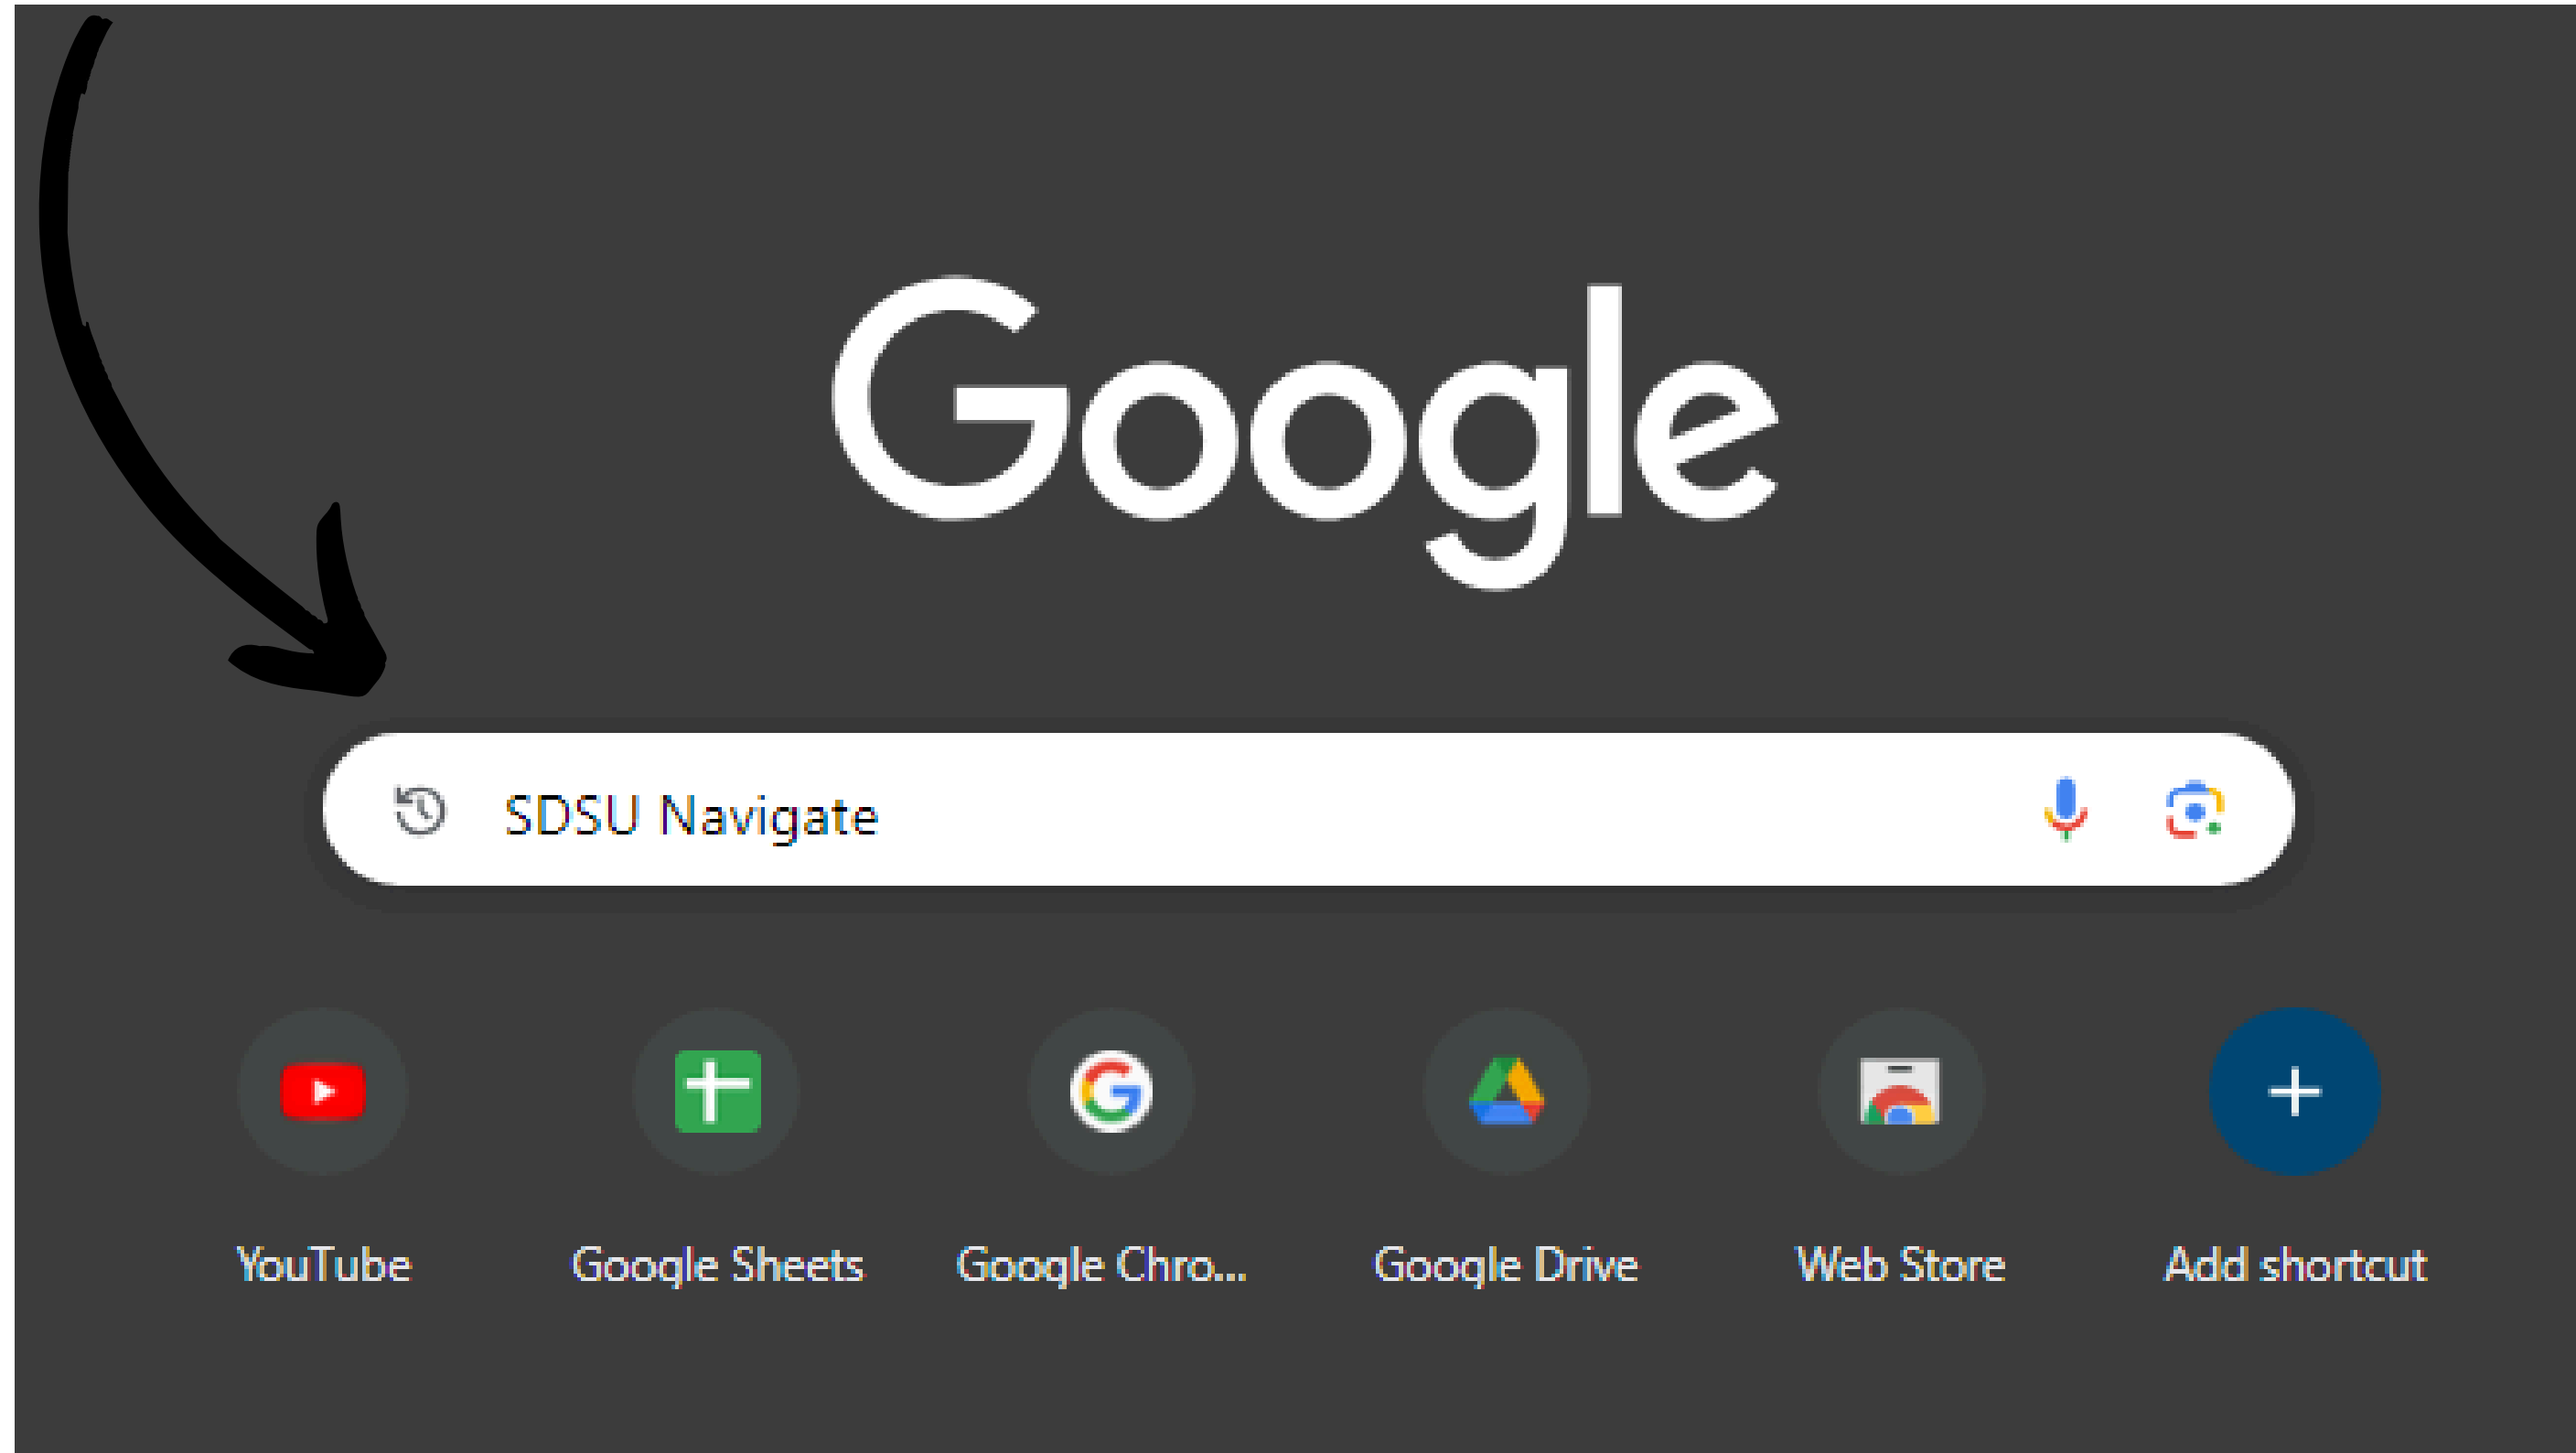 Google
SDSU Navigate
YouTube
Google Sheets
Google Chro...
Google Drive
Web Store
Add shortcut